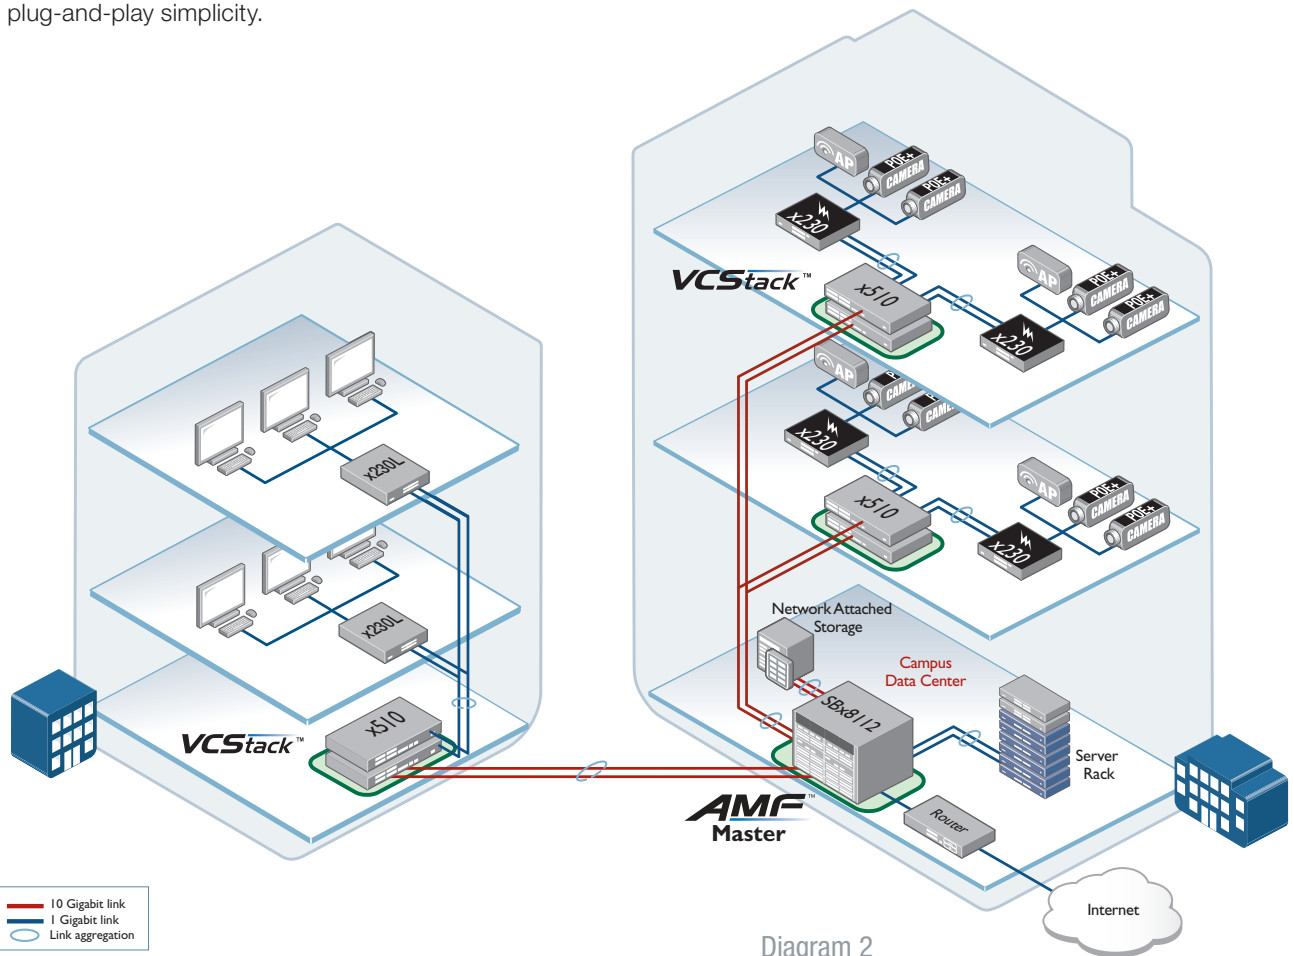 plug-and-play simplicity.
AP
POE+
CAMERA
POE+
CAMERA
x230
VCStack™
x510
AP
POE+
CAMERA
POE+
CAMERA
x230
AP
CAME
CAME
x230
x510
AP
POE+
CAMERA
POE+
CAMERA
x230
x230L
x230L
Network Attached
Storage
Campus
Data Center
SBx8112
Server
Rack
VCStack™
x510
AMF™
Master
Router
Internet
10 Gigabit link
1 Gigabit link
Link aggregation
Diagram 2